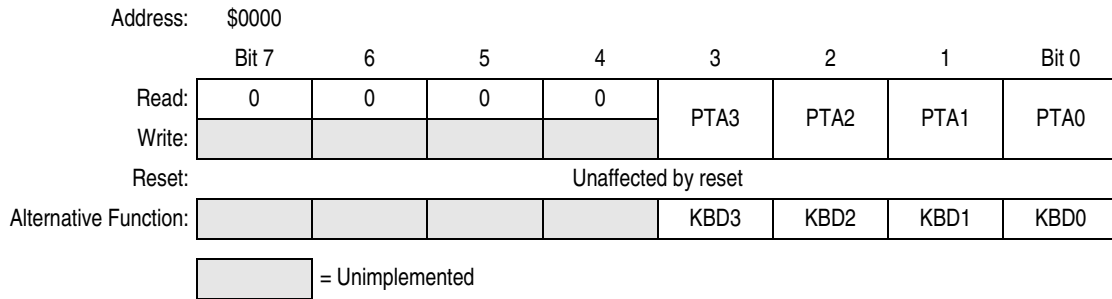 Address: $0000
Bit 7 6 5 4 3 2 1 Bit 0
Read: 0 0 0 0 PTA3 PTA2 PTA1 PTA0
Write:
Reset: Unaffected by reset
Alternative Function: KBD3 KBD2 KBD1 KBD0
= Unimplemented